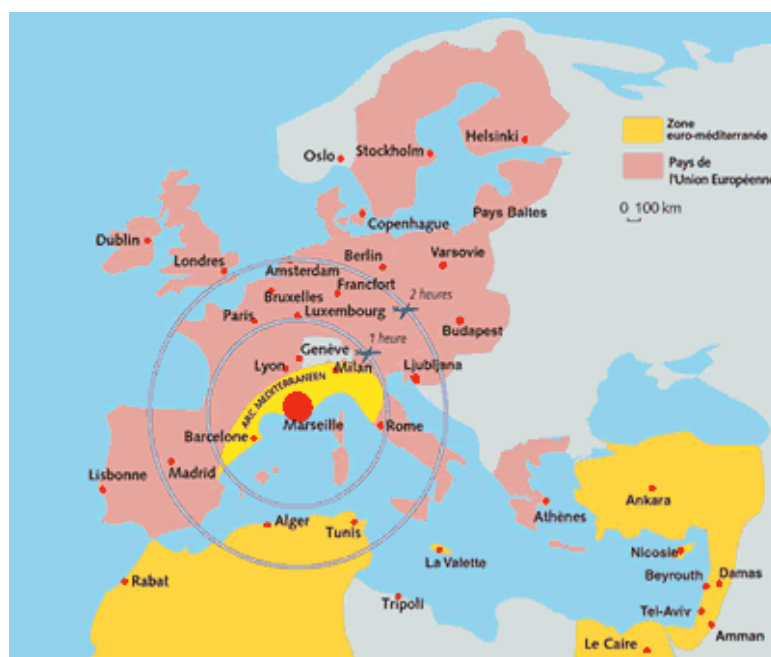 Zone
euro-méditerranée
Pays de
l'Union Européenne
0 100 km
Helsinki
Oslo
Stockholm
Pays Baltes
Copenhague
Dublin
Londres
Berlin
Varsovie
Amsterdam
Francfort
Bruxelles
2 heures
Paris
Luxembourg
Budapest
1 heure
Genève
Lyon
Milan
Ljubljana
ARC MEDITERRANEEN
Marseille
Rome
Barcelone
Madrid
Lisbonne
Ankara
Athènes
Alger
Tunis
La Valette
Nicosie
Beyrouth
Damas
Rabat
Tripoli
Tel-Aviv
Amman
Le Caire